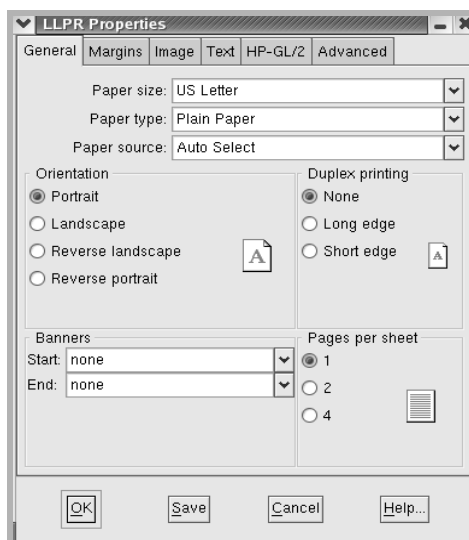 LLPR Properties
General Margins Image Text HP-GL/2 Advanced
Paper size: US Letter
Paper type: Plain Paper
Paper source: Auto Select
Orientation
Portrait
Landscape
Reverse landscape
Reverse portrait
A
Duplex printing
None
Long edge
Short edge
A
Banners
Start: none
End: none
Pages per sheet
1
2
4
OK Save Cancel Help...